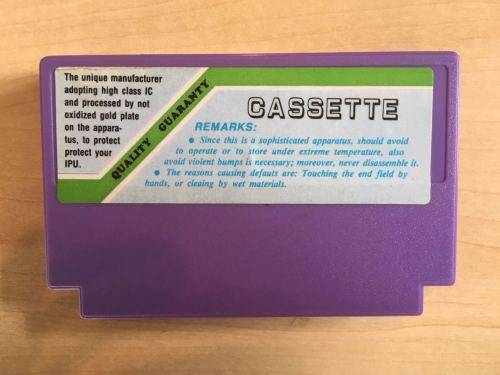 The unique manufacturer
adopting high class IC
and processed by not
oxidized gold plate
on the appara-
tus, to protect
protect your
IPU.
QUALITY GUARANTY
CASSETTE
REMARKS:
● Since this is a sophisticated apparatus, should avoid
to operate or to store under extreme temperature, also
avoid violent bumps is necessary; moreover, never disassemble it.
● The reasons causing defauts are: Touching the end field by
hands, or cleaing by wet materials.